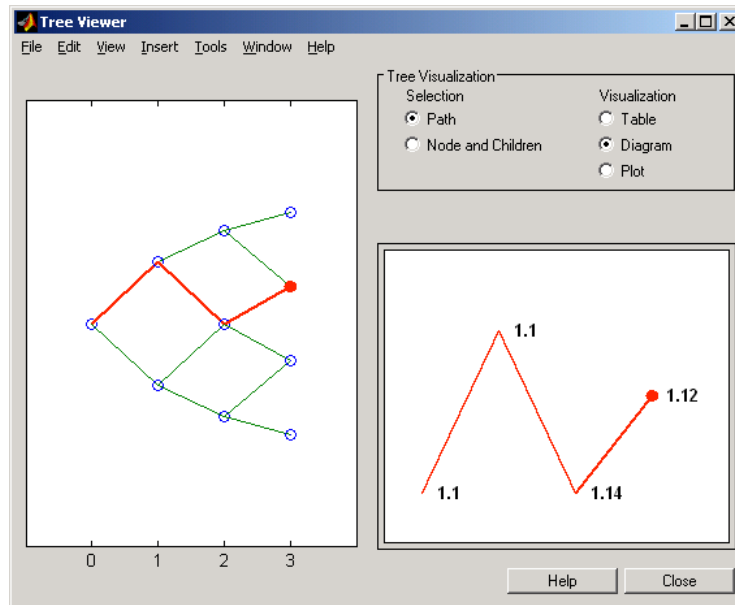 Tree Viewer
File Edit View Insert Tools Window Help
Tree Visualization
Selection Visualization
Path Table
Node and Children Diagram
Plot
1.1
1.12
1.1 1.14
0 1 2 3
Help Close